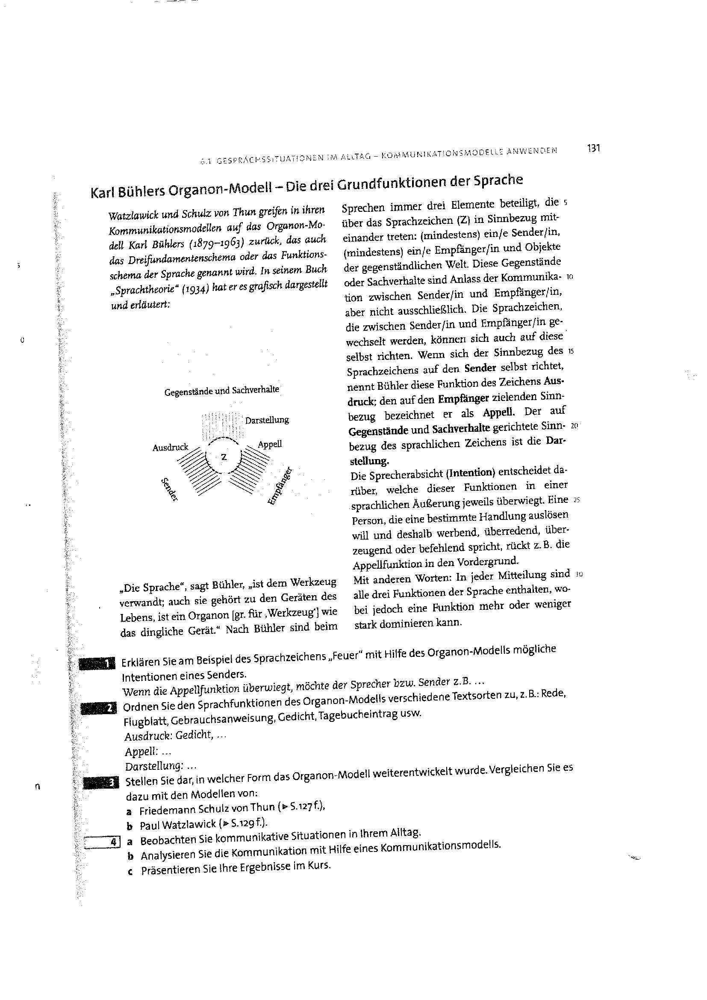 6.1 GESPRÄCHSSITUATIONEN IM ALLTAG – KOMMUNIKATIONSMODELLE ANWENDEN
131
Karl Bühlers Organon-Modell – Die drei Grundfunktionen der Sprache
Watzlawick und Schulz von Thun greifen in ihren
Kommunikationsmodellen auf das Organon-Mo-
dell Karl Bühlers (1879–1963) zurück, das auch
das Dreifundamentenschema oder das Funktions-
schema der Sprache genannt wird. In seinem Buch
„Sprachtheorie“ (1934) hat er es grafisch dargestellt
und erläutert:
Gegenstände und Sachverhalte
Darstellung
Ausdruck
Appell
Z
Sender
Empfänger
„Die Sprache“, sagt Bühler, „ist dem Werkzeug
verwandt; auch sie gehört zu den Geräten des
Lebens, ist ein Organon [gr. für ‚Werkzeug‘] wie
das dingliche Gerät.“ Nach Bühler sind beim
Sprechen immer drei Elemente beteiligt, die 5
über das Sprachzeichen (Z) in Sinnbezug mit-
einander treten: (mindestens) ein/e Sender/in,
(mindestens) ein/e Empfänger/in und Objekte
der gegenständlichen Welt. Diese Gegenstände
oder Sachverhalte sind Anlass der Kommunika- 10
tion zwischen Sender/in und Empfänger/in,
aber nicht ausschließlich. Die Sprachzeichen,
die zwischen Sender/in und Empfänger/in ge-
wechselt werden, können sich auch auf diese
selbst richten. Wenn sich der Sinnbezug des 15
Sprachzeichens auf den Sender selbst richtet,
nennt Bühler diese Funktion des Zeichens Aus-
druck; den auf den Empfänger zielenden Sinn-
bezug bezeichnet er als Appell. Der auf
Gegenstände und Sachverhalte gerichtete Sinn- 20
bezug des sprachlichen Zeichens ist die Dar-
stellung.
Die Sprecherabsicht (Intention) entscheidet da-
rüber, welche dieser Funktionen in einer
sprachlichen Äußerung jeweils überwiegt. Eine 25
Person, die eine bestimmte Handlung auslösen
will und deshalb werbend, überredend, über-
zeugend oder befehlend spricht, rückt z. B. die
Appellfunktion in den Vordergrund.
Mit anderen Worten: In jeder Mitteilung sind 30
alle drei Funktionen der Sprache enthalten, wo-
bei jedoch eine Funktion mehr oder weniger
stark dominieren kann.
1 Erklären Sie am Beispiel des Sprachzeichens „Feuer“ mit Hilfe des Organon-Modells mögliche
Intentionen eines Senders.
Wenn die Appellfunktion überwiegt, möchte der Sprecher bzw. Sender z.B. …
2 Ordnen Sie den Sprachfunktionen des Organon-Modells verschiedene Textsorten zu, z.B.: Rede,
Flugblatt, Gebrauchsanweisung, Gedicht, Tagebucheintrag usw.
Ausdruck: Gedicht, …
Appell: …
Darstellung: …
3 Stellen Sie dar, in welcher Form das Organon-Modell weiterentwickelt wurde. Vergleichen Sie es
dazu mit den Modellen von:
a Friedemann Schulz von Thun (▶ S.127 f.),
b Paul Watzlawick (▶ S.129 f.).
4 a Beobachten Sie kommunikative Situationen in Ihrem Alltag.
b Analysieren Sie die Kommunikation mit Hilfe eines Kommunikationsmodells.
c Präsentieren Sie Ihre Ergebnisse im Kurs.
5
0
n